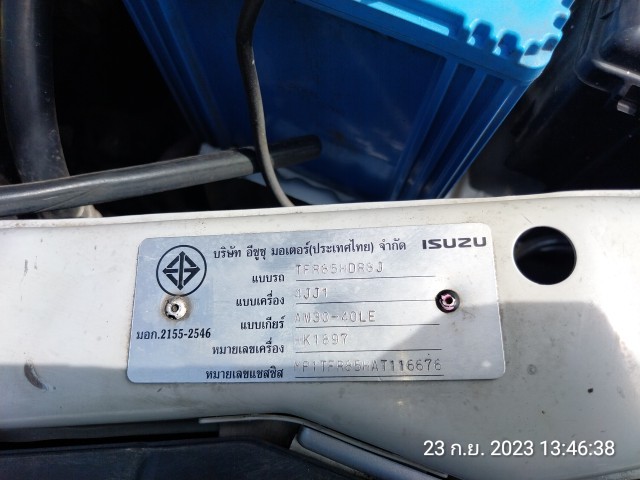 บริษัท อีซูซุ มอเตอร์(ประเทศไทย) จำกัด ISUZU
แบบรถ TFR85HDR8J
แบบเครื่อง 4JJ1
แบบเกียร์ AW30-40LE
มอก.2155-2546
หมายเลขเครื่อง
หมายเลขแชสซิส
23 ก.ย. 2023 13:46:38